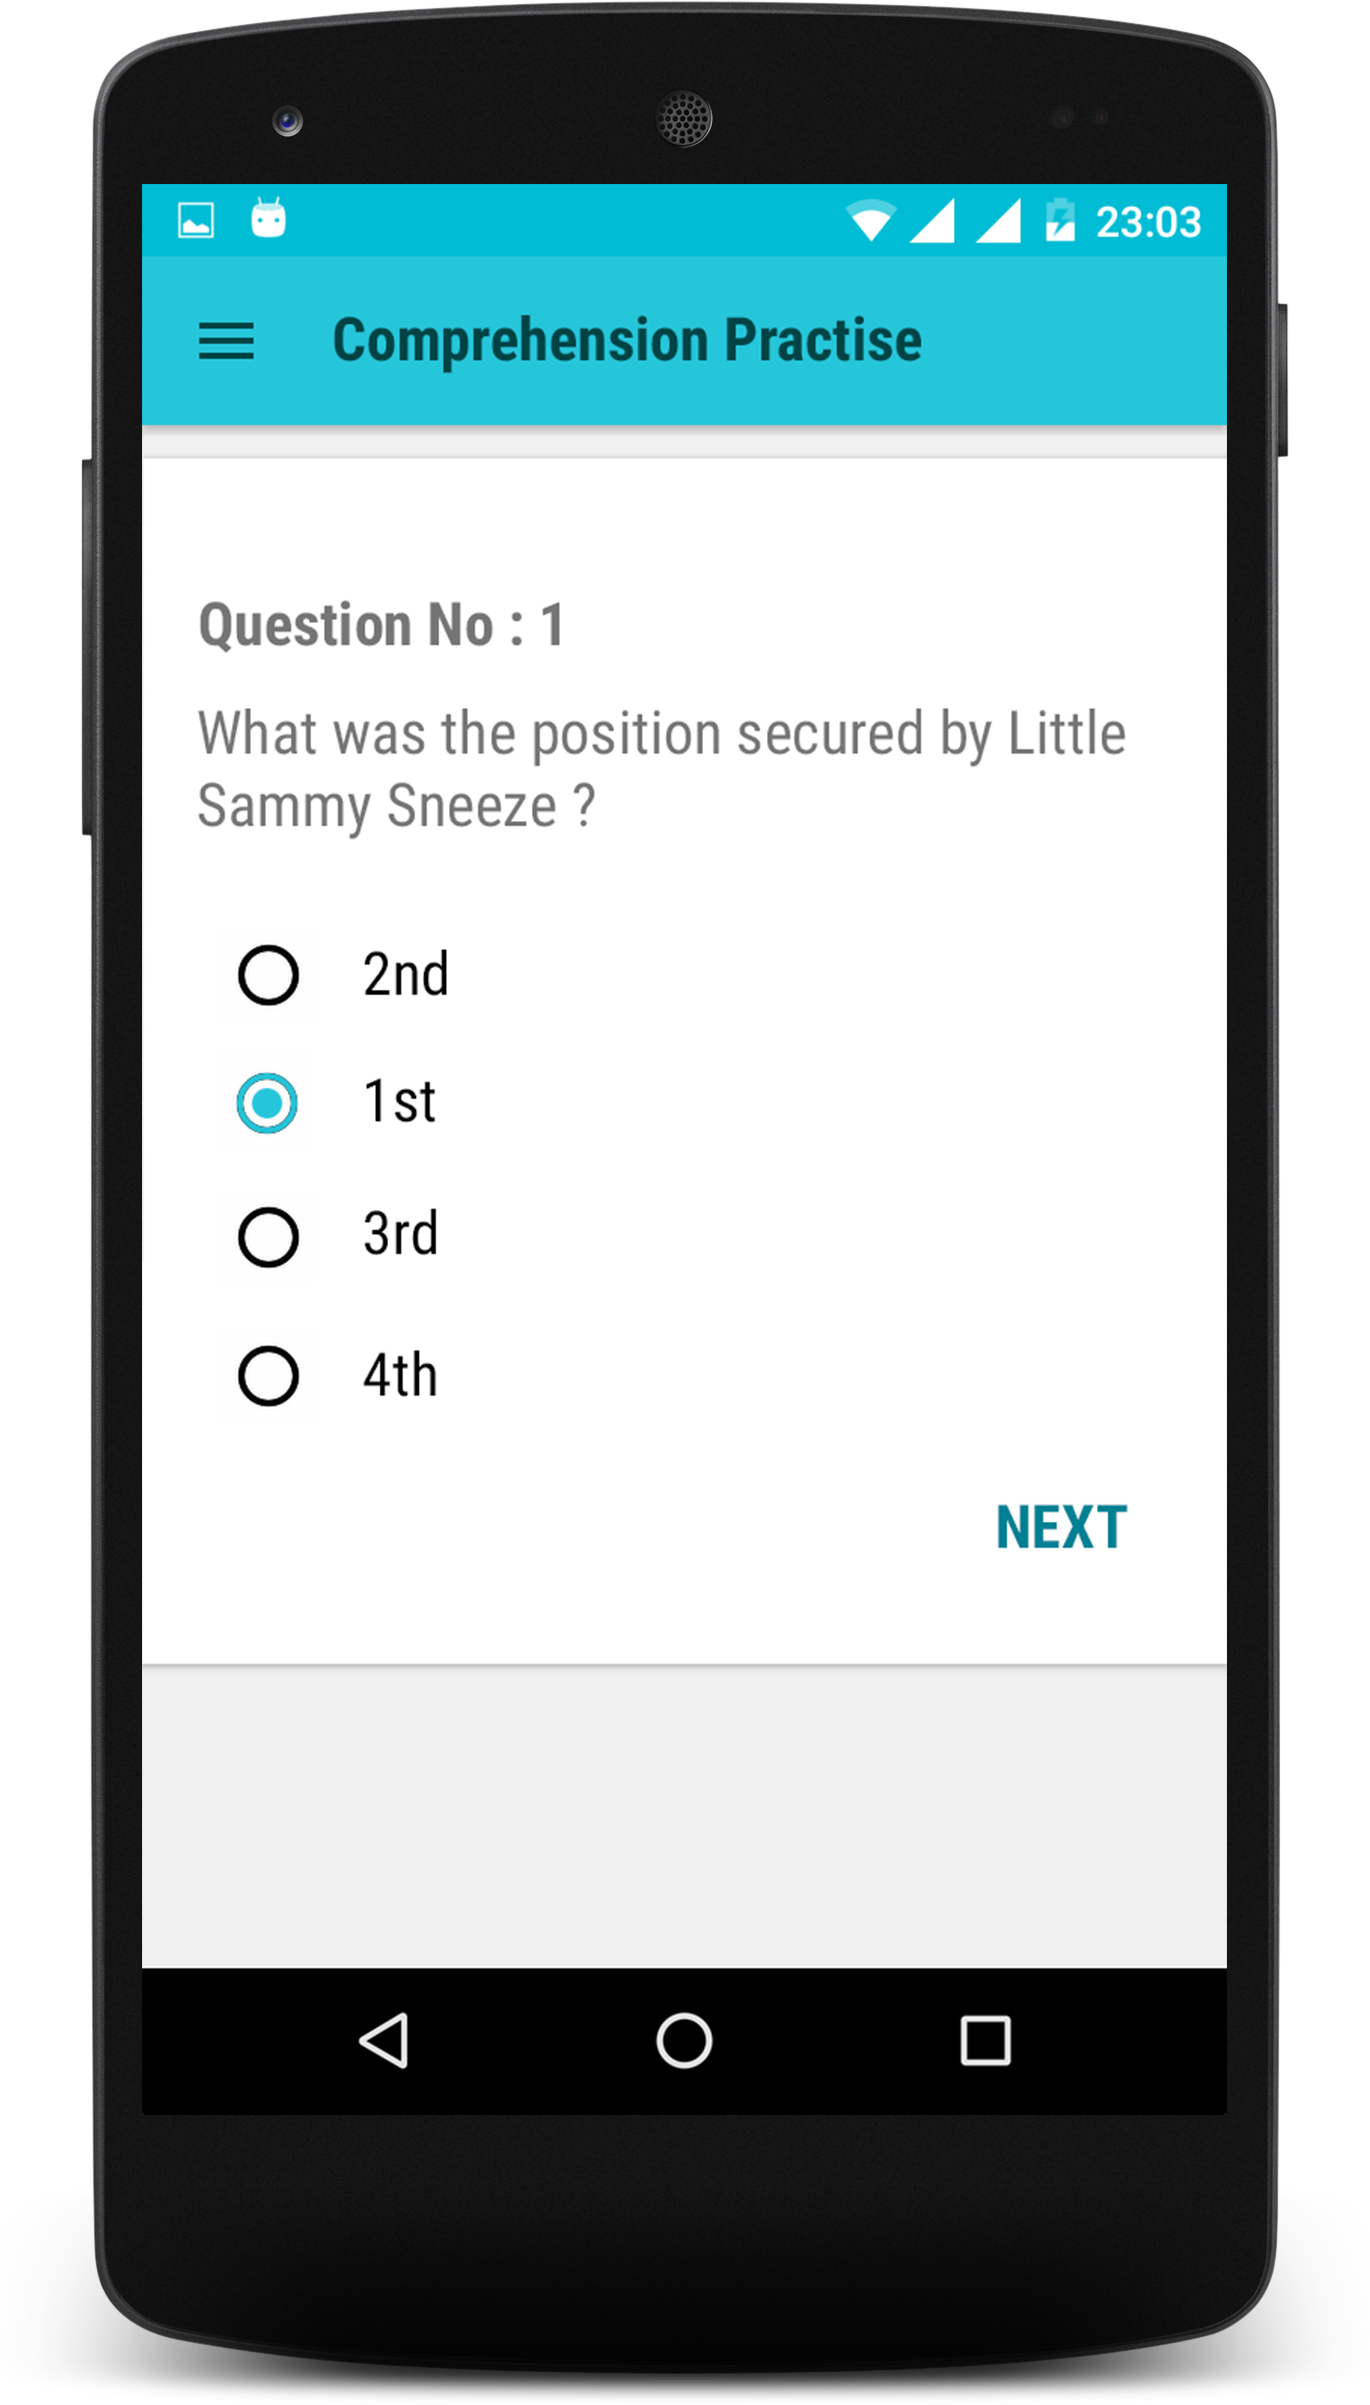 23:03
Comprehension Practise
Question No : 1
What was the position secured by Little
Sammy Sneeze ?
2nd
1st
3rd
4th
NEXT